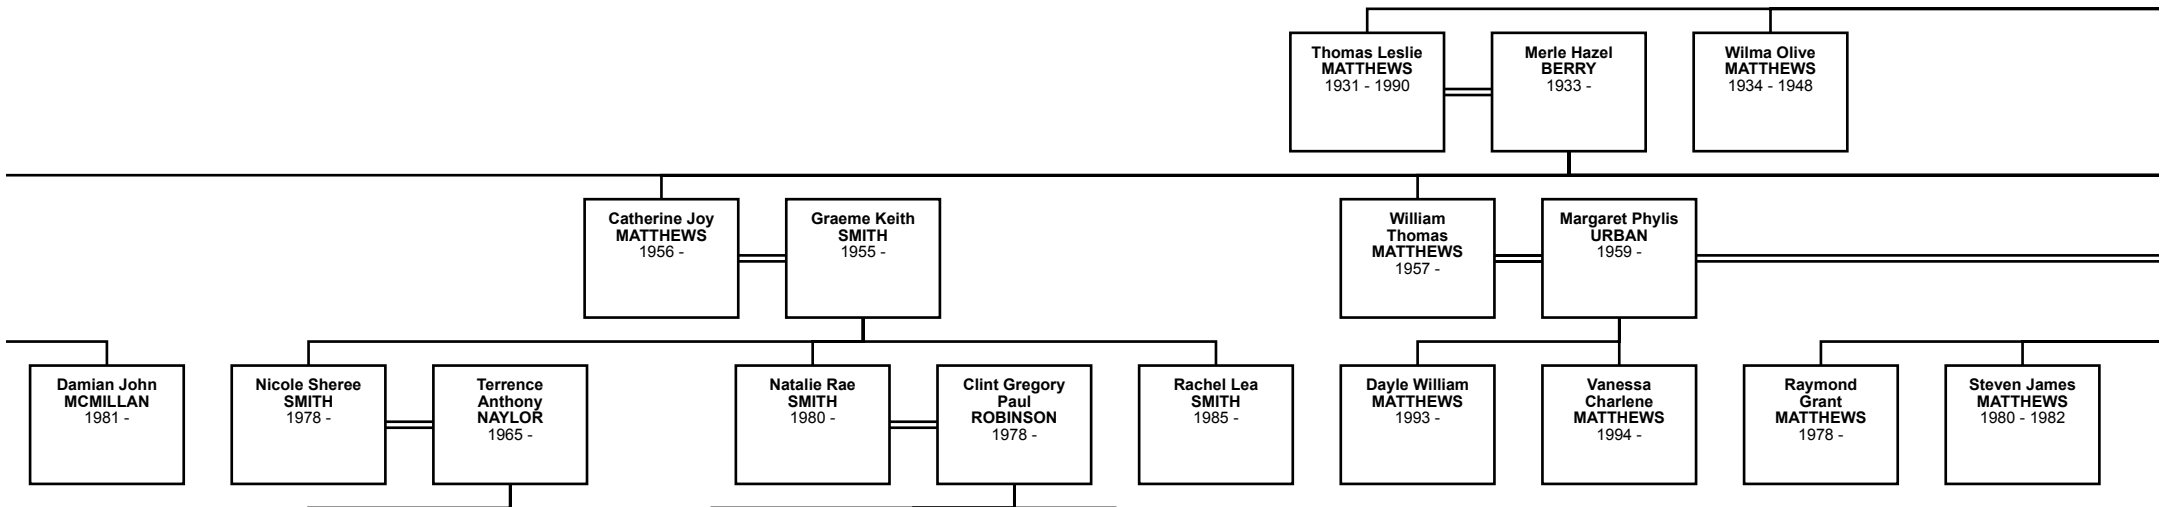 Thomas Leslie
MATTHEWS
1931 - 1990
Merle Hazel
BERRY
1933 -
Wilma Olive
MATTHEWS
1934 - 1948
Catherine Joy
MATTHEWS
1956 -
Graeme Keith
SMITH
1955 -
William
Thomas
MATTHEWS
1957 -
Margaret Phylis
URBAN
1959 -
Damian John
MCMILLAN
1981 -
Nicole Sheree
SMITH
1978 -
Terrence
Anthony
NAYLOR
1965 -
Natalie Rae
SMITH
1980 -
Clint Gregory
Paul
ROBINSON
1978 -
Rachel Lea
SMITH
1985 -
Dayle William
MATTHEWS
1993 -
Vanessa
Charlene
MATTHEWS
1994 -
Raymond
Grant
MATTHEWS
1978 -
Steven James
MATTHEWS
1980 - 1982